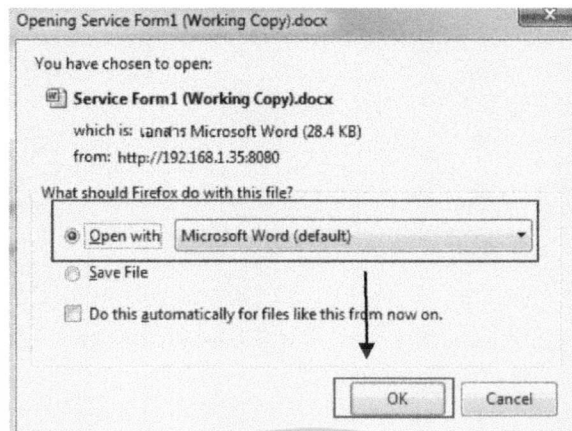 Opening Service Form1 (Working Copy).docx
You have chosen to open:
Service Form1 (Working Copy).docx
which is: เอกสาร Microsoft Word (28.4 KB)
from: http://192.168.1.35:8080
What should Firefox do with this file?
Open with Microsoft Word (default)
Save File
Do this automatically for files like this from now on.
OK Cancel